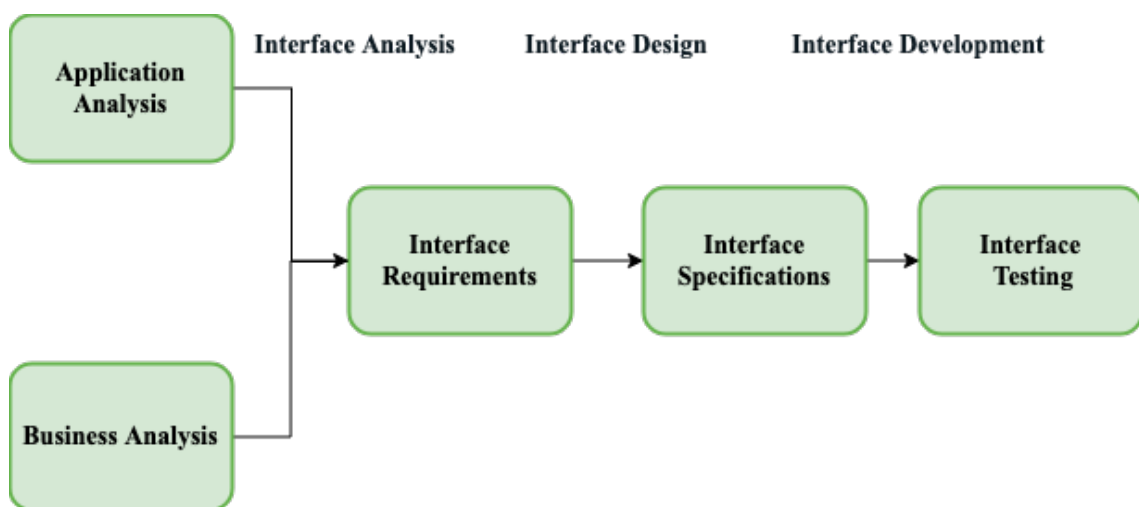 Interface Analysis
Interface Design
Interface Development
Application
Analysis
Business Analysis
Interface
Requirements
Interface
Specifications
Interface
Testing